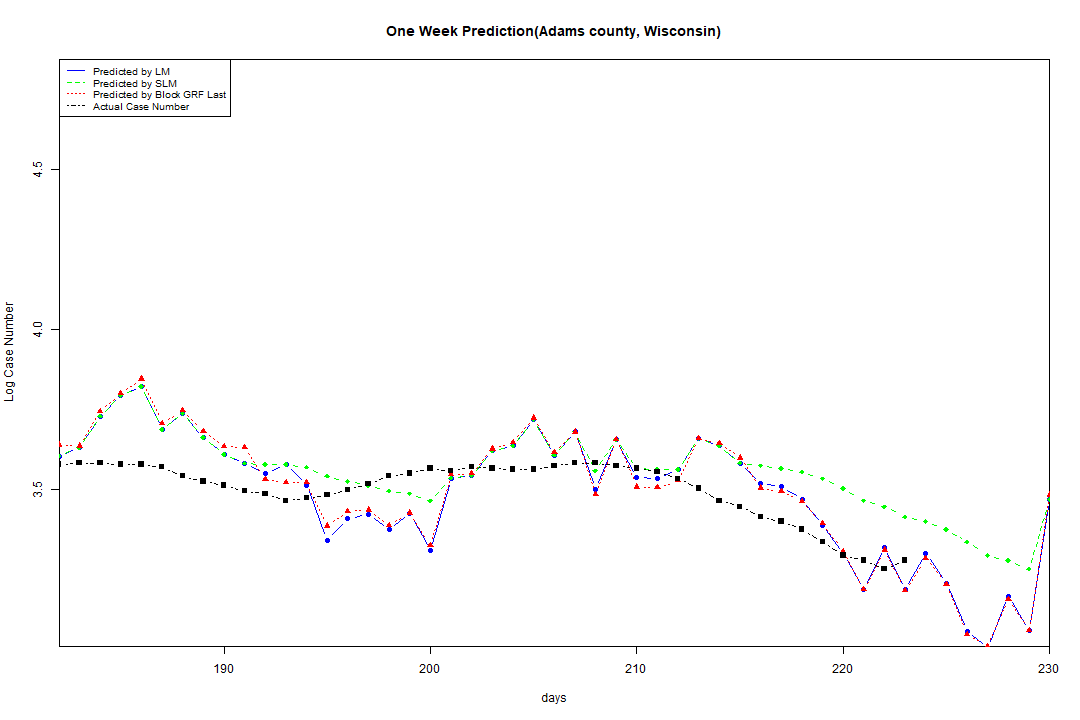 One Week Prediction(Adams county, Wisconsin)
Predicted by LM
Predicted by SLM
Predicted by Block GRF Last
Actual Case Number
4.5
4.0
3.5
Log Case Number
190
200
210
220
230
days